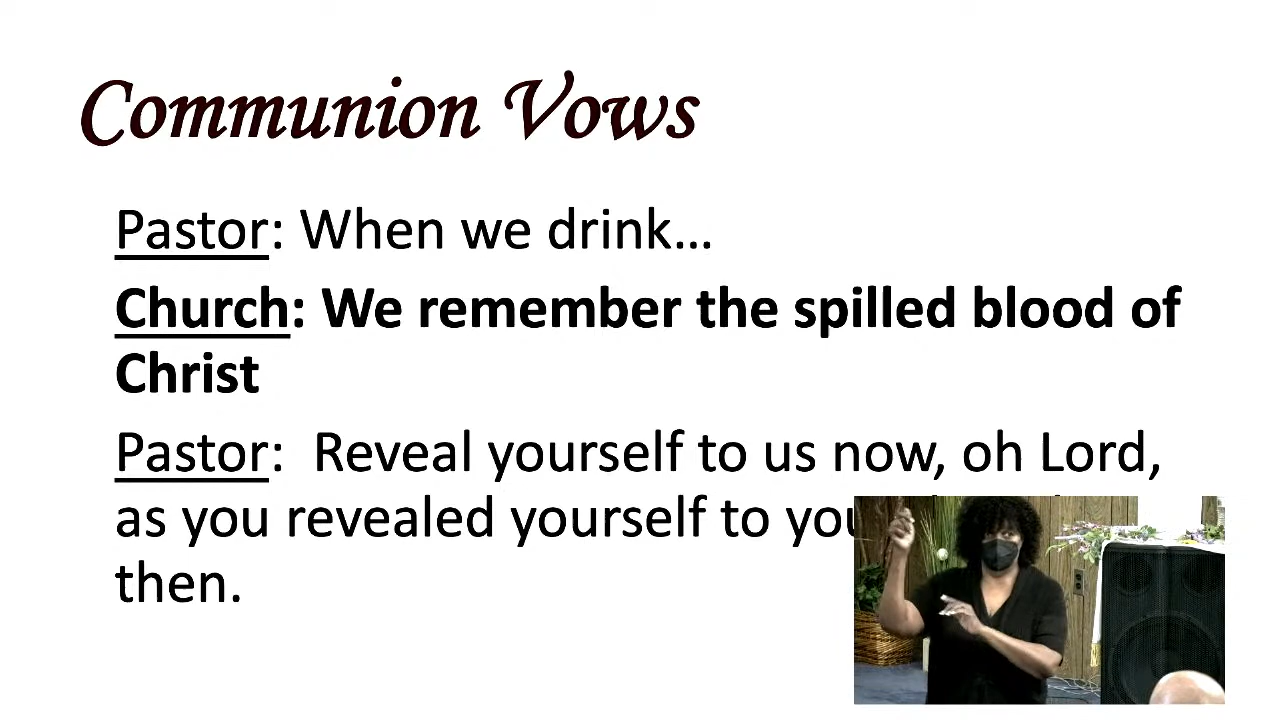 Communion Vows
Pastor: When we drink…
Church: We remember the spilled blood of
Christ
Pastor:  Reveal yourself to us now, oh Lord,
as you revealed yourself to
then.